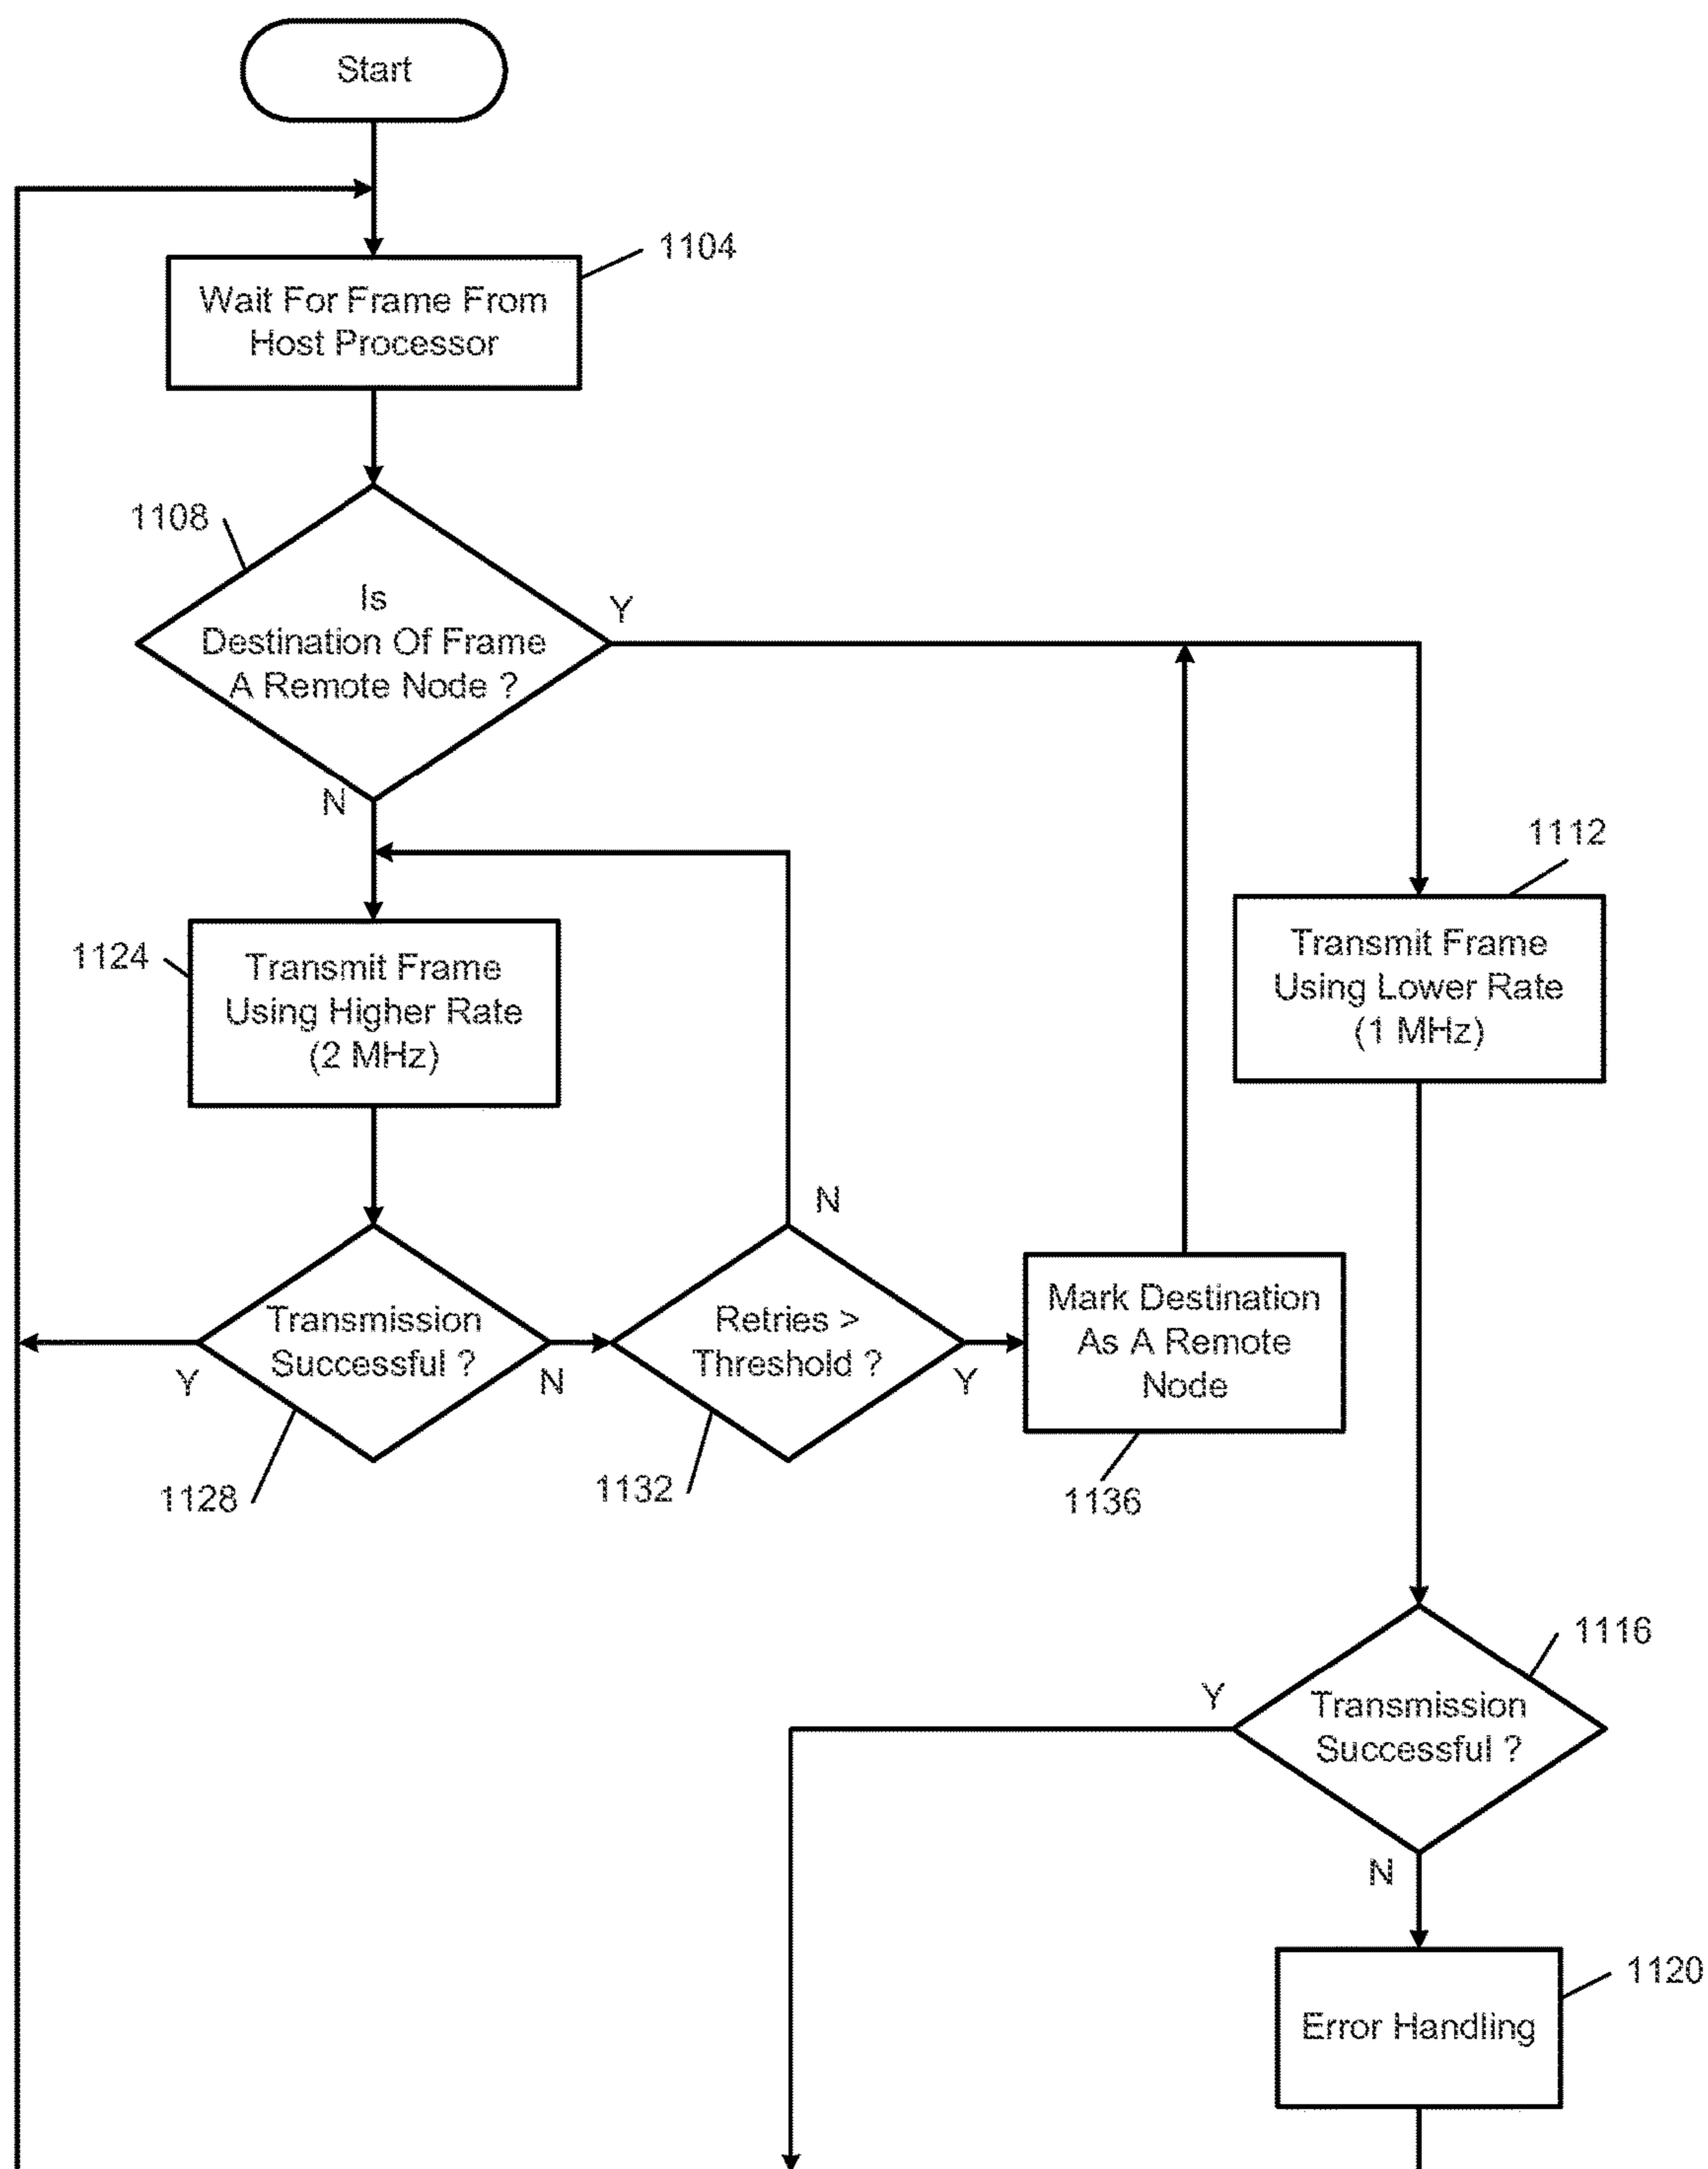 Start
1104
Wait For Frame From
Host Processor
1108
Is
Destination Of Frame
A Remote Node ?
Y
N
1112
Transmit Frame
Using Lower Rate
(1 MHz)
1124
Transmit Frame
Using Higher Rate
(2 MHz)
N
Transmission
Successful ?
Y
N
1128
Retries >
Threshold ?
Y
1132
Mark Destination
As A Remote
Node
1136
1116
Y
Transmission
Successful ?
N
1120
Error Handling